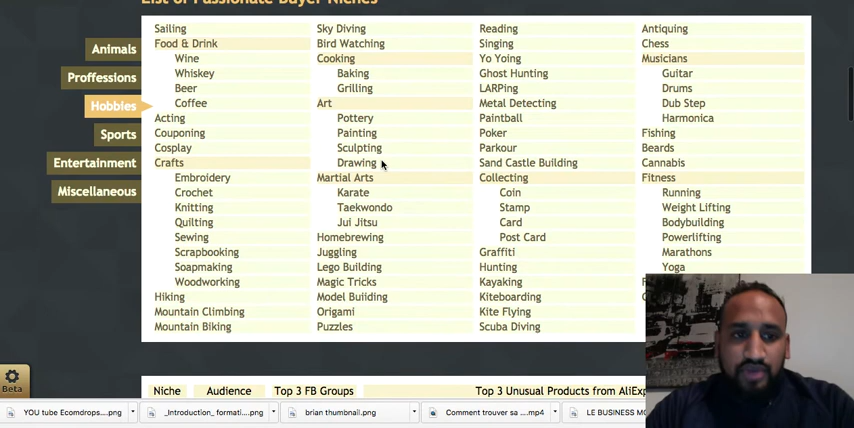 List of Passionate Buyer Niches
Animals
Proffessions
Hobbies
Sports
Entertainment
Miscellaneous
Sailing
Food & Drink
Wine
Whiskey
Beer
Coffee
Acting
Couponing
Cosplay
Crafts
Embroidery
Crochet
Knitting
Quilting
Sewing
Scrapbooking
Soapmaking
Woodworking
Hiking
Mountain Climbing
Mountain Biking
Sky Diving
Bird Watching
Cooking
Baking
Grilling
Art
Pottery
Painting
Sculpting
Drawing
Martial Arts
Karate
Taekwondo
Jui Jitsu
Homebrewing
Juggling
Lego Building
Magic Tricks
Model Building
Origami
Puzzles
Reading
Singing
Yo Yoing
Ghost Hunting
LARPing
Metal Detecting
Paintball
Poker
Parkour
Sand Castle Building
Collecting
Coin
Stamp
Card
Post Card
Graffiti
Hunting
Kayaking
Kiteboarding
Kite Flying
Scuba Diving
Antiquing
Chess
Musicians
Guitar
Drums
Dub Step
Harmonica
Fishing
Beards
Cannabis
Fitness
Running
Weight Lifting
Bodybuilding
Powerlifting
Marathons
Yoga
Niche
Audience
Top 3 FB Groups
Top 3 Unusual Products from AliExp
Beta
YOU tube Ecomdrops....png
_Introduction_ formati....png
brian thumbnail.png
Comment trouver sa ....mp4
LE BUSINESS MO